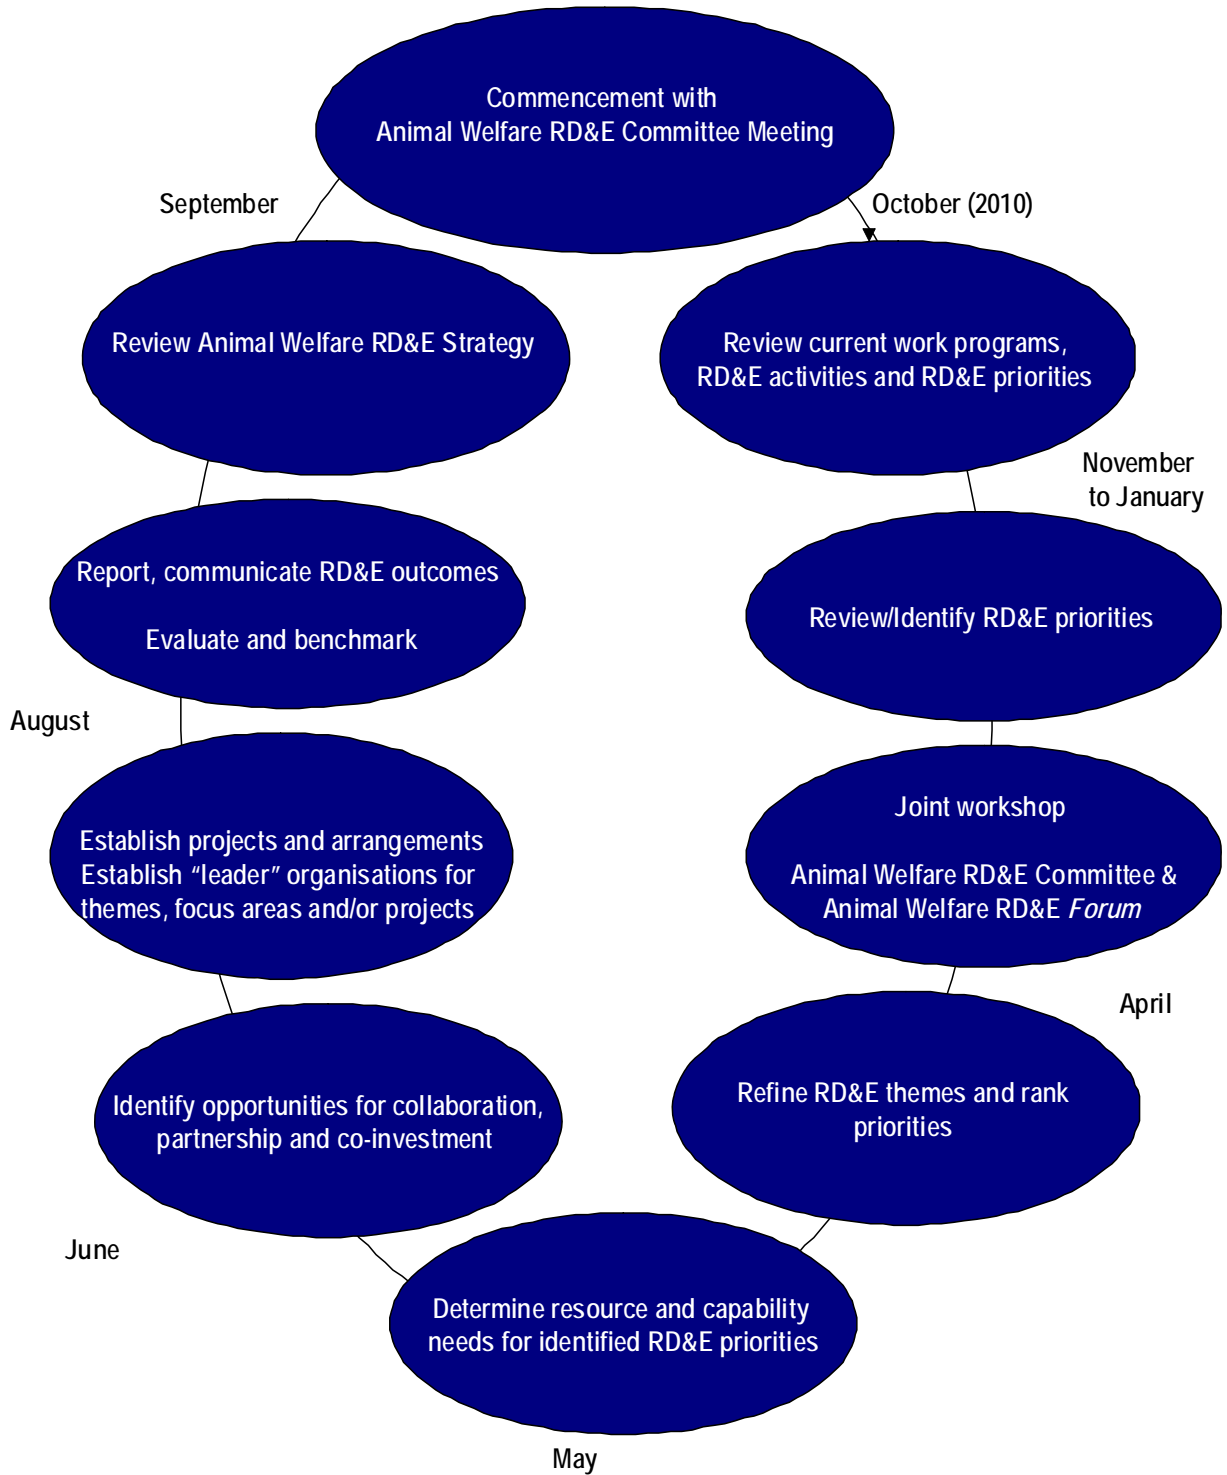 Commencement with
Animal Welfare RD&E Committee Meeting
September
October (2010)
Review Animal Welfare RD&E Strategy
Review current work programs,
RD&E activities and RD&E priorities
November
to January
Report, communicate RD&E outcomes
Evaluate and benchmark
Review/Identify RD&E priorities
August
Joint workshop
Animal Welfare RD&E Committee &
Animal Welfare RD&E Forum
Establish projects and arrangements
Establish “leader” organisations for
themes, focus areas and/or projects
April
Identify opportunities for collaboration,
partnership and co-investment
Refine RD&E themes and rank
priorities
June
Determine resource and capability
needs for identified RD&E priorities
May